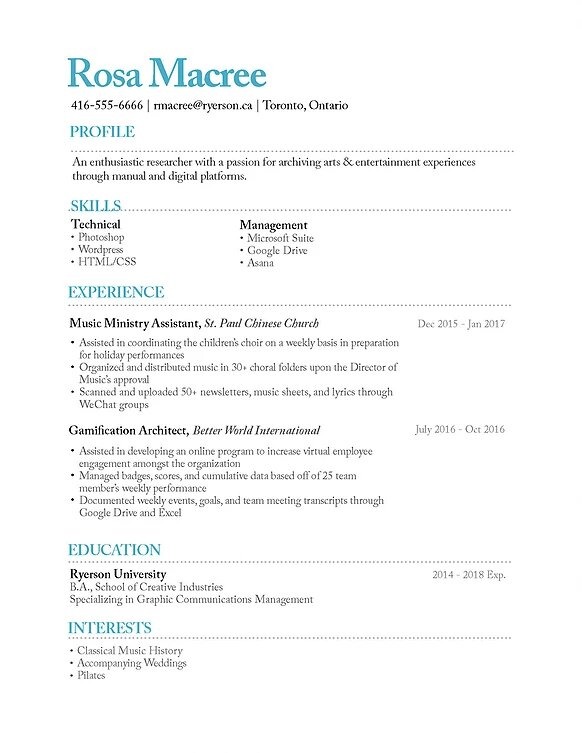 Rosa Macree
416-555-6666 | rmacree@ryerson.ca | Toronto, Ontario
PROFILE
An enthusiastic researcher with a passion for archiving arts & entertainment experiences
through manual and digital platforms.
SKILLS
Technical
• Photoshop
• Wordpress
• HTML/CSS
Management
• Microsoft Suite
• Google Drive
• Asana
EXPERIENCE
Music Ministry Assistant, St. Paul Chinese Church Dec 2015 - Jan 2017
• Assisted in coordinating the children's choir on a weekly basis in preparation
for holiday performances
• Organized and distributed music in 30+ choral folders upon the Director of
Music's approval
• Scanned and uploaded 50+ newsletters, music sheets, and lyrics through
WeChat groups
Gamification Architect, Better World International July 2016 - Oct 2016
• Assisted in developing an online program to increase virtual employee
engagement amongst the organization
• Managed badges, scores, and cumulative data based off of 25 team
member's weekly performance
• Documented weekly events, goals, and team meeting transcripts through
Google Drive and Excel
EDUCATION
Ryerson University 2014 - 2018 Exp.
B.A., School of Creative Industries
Specializing in Graphic Communications Management
INTERESTS
• Classical Music History
• Accompanying Weddings
• Pilates